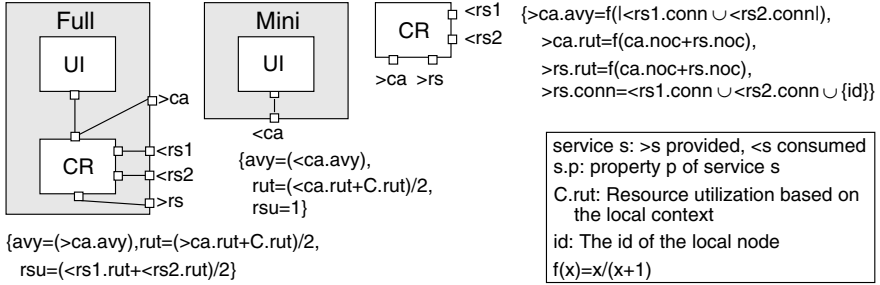 Full
UI
>ca
CR
<rs1
<rs2
>rs
{avy=(>ca.avy),rut=(>ca.rut+C.rut)/2,
rsu=(<rs1.rut+<rs2.rut)/2}
Mini
UI
<ca
{avy=(<ca.avy),
rut=(<ca.rut+C.rut)/2,
rsu=1}
CR
<rs1
<rs2
>ca >rs
{>ca.avy=f(|<rs1.conn ∪ <rs2.conn|),
>ca.rut=f(ca.noc+rs.noc),
>rs.rut=f(ca.noc+rs.noc),
>rs.conn=<rs1.conn ∪ <rs2.conn ∪ {id}}
service s: >s provided, <s consumed
s.p: property p of service s
C.rut: Resource utilization based on
the local context
id: The id of the local node
f(x)=x/(x+1)